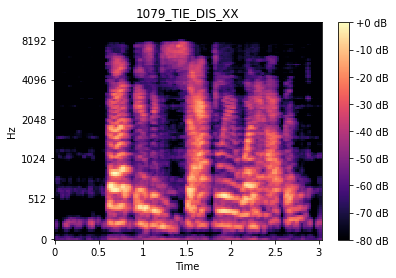 1079_TIE_DIS_XX
+0 dB
8192
-10 dB
4096
-20 dB
-30 dB
2048
Hz
-40 dB
1024
-50 dB
512
-60 dB
-70 dB
0
-80 dB
0 0.5 1 1.5 2 2.5 3
Time